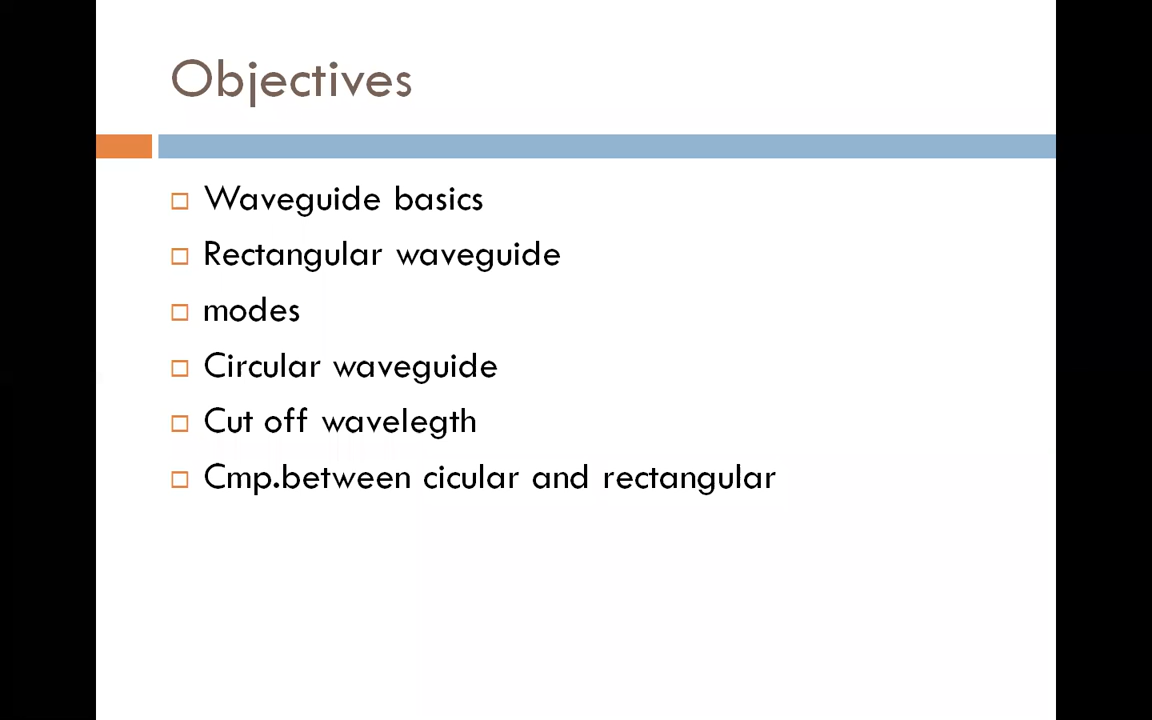 Objectives
Waveguide basics
Rectangular waveguide
modes
Circular waveguide
Cut off wavelegth
Cmp.between cicular and rectangular